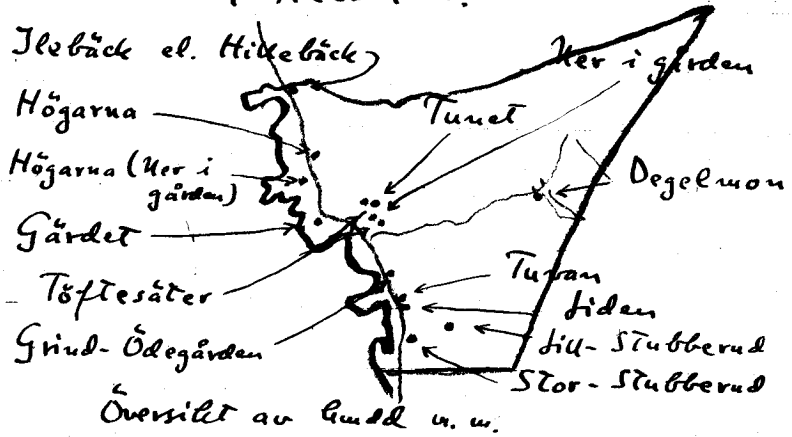 Ilebäck el. Hillebäck
Ner i gården
Högarna
Tunet
Högarna (Ner i
gården)
Degelmon
Gärdet
Töftesäter
Tuvan
Liden
Grind-Ödegården
Lill-Stubberud
Stor-Stubberud
Översikt av